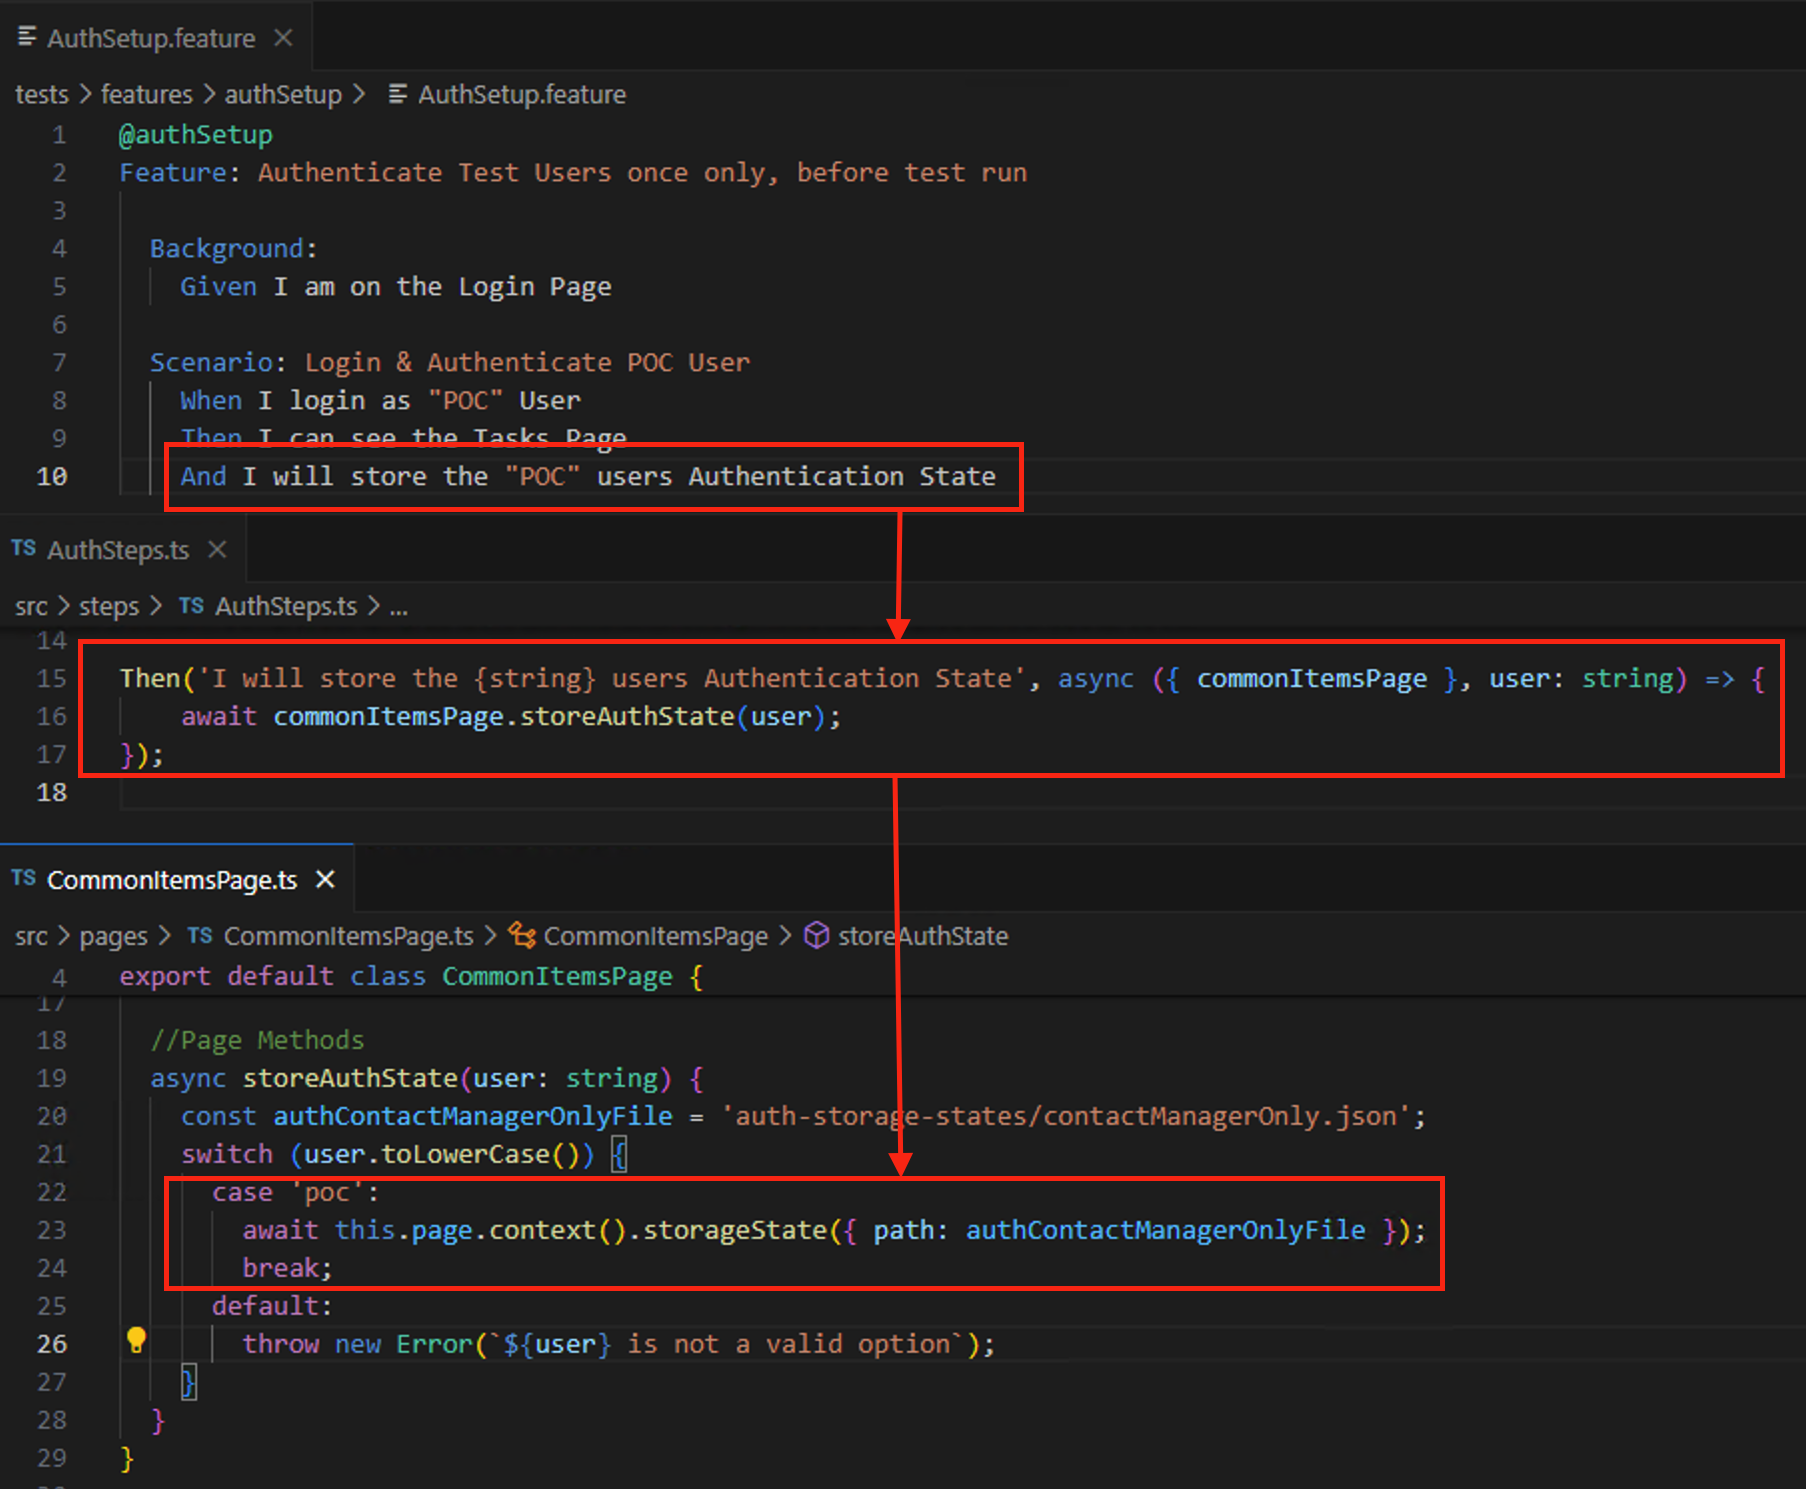 AuthSetup.feature
tests > features > authSetup > AuthSetup.feature
1 @authSetup
2 Feature: Authenticate Test Users once only, before test run
3
4 Background:
5 Given I am on the Login Page
6
7 Scenario: Login & Authenticate POC User
8 When I login as "POC" User
9 Then I can see the Tasks Page
10 And I will store the "POC" users Authentication State
TS AuthSteps.ts
src > steps > TS AuthSteps.ts > ...
14
15 Then('I will store the {string} users Authentication State', async ({ commonItemsPage }, user: string) => {
16 await commonItemsPage.storeAuthState(user);
17 });
18
TS CommonItemsPage.ts
src > pages > TS CommonItemsPage.ts > CommonItemsPage > storeAuthState
4 export default class CommonItemsPage {
17
18 //Page Methods
19 async storeAuthState(user: string) {
20 const authContactManagerOnlyFile = 'auth-storage-states/contactManagerOnly.json';
21 switch (user.toLowerCase()) {
22 case 'poc':
23 await this.page.context().storageState({ path: authContactManagerOnlyFile });
24 break;
25 default:
26 throw new Error(`${user} is not a valid option`);
27 }
28 }
29 }